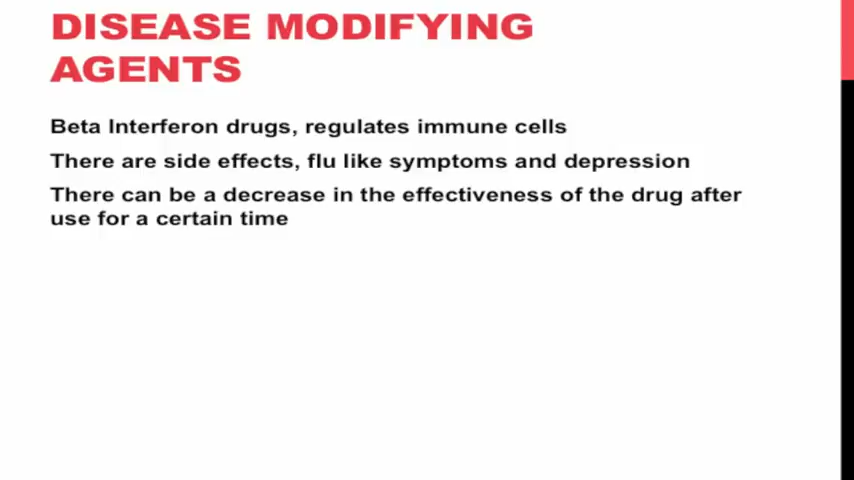 DISEASE MODIFYING
AGENTS
Beta Interferon drugs, regulates immune cells
There are side effects, flu like symptoms and depression
There can be a decrease in the effectiveness of the drug after
use for a certain time